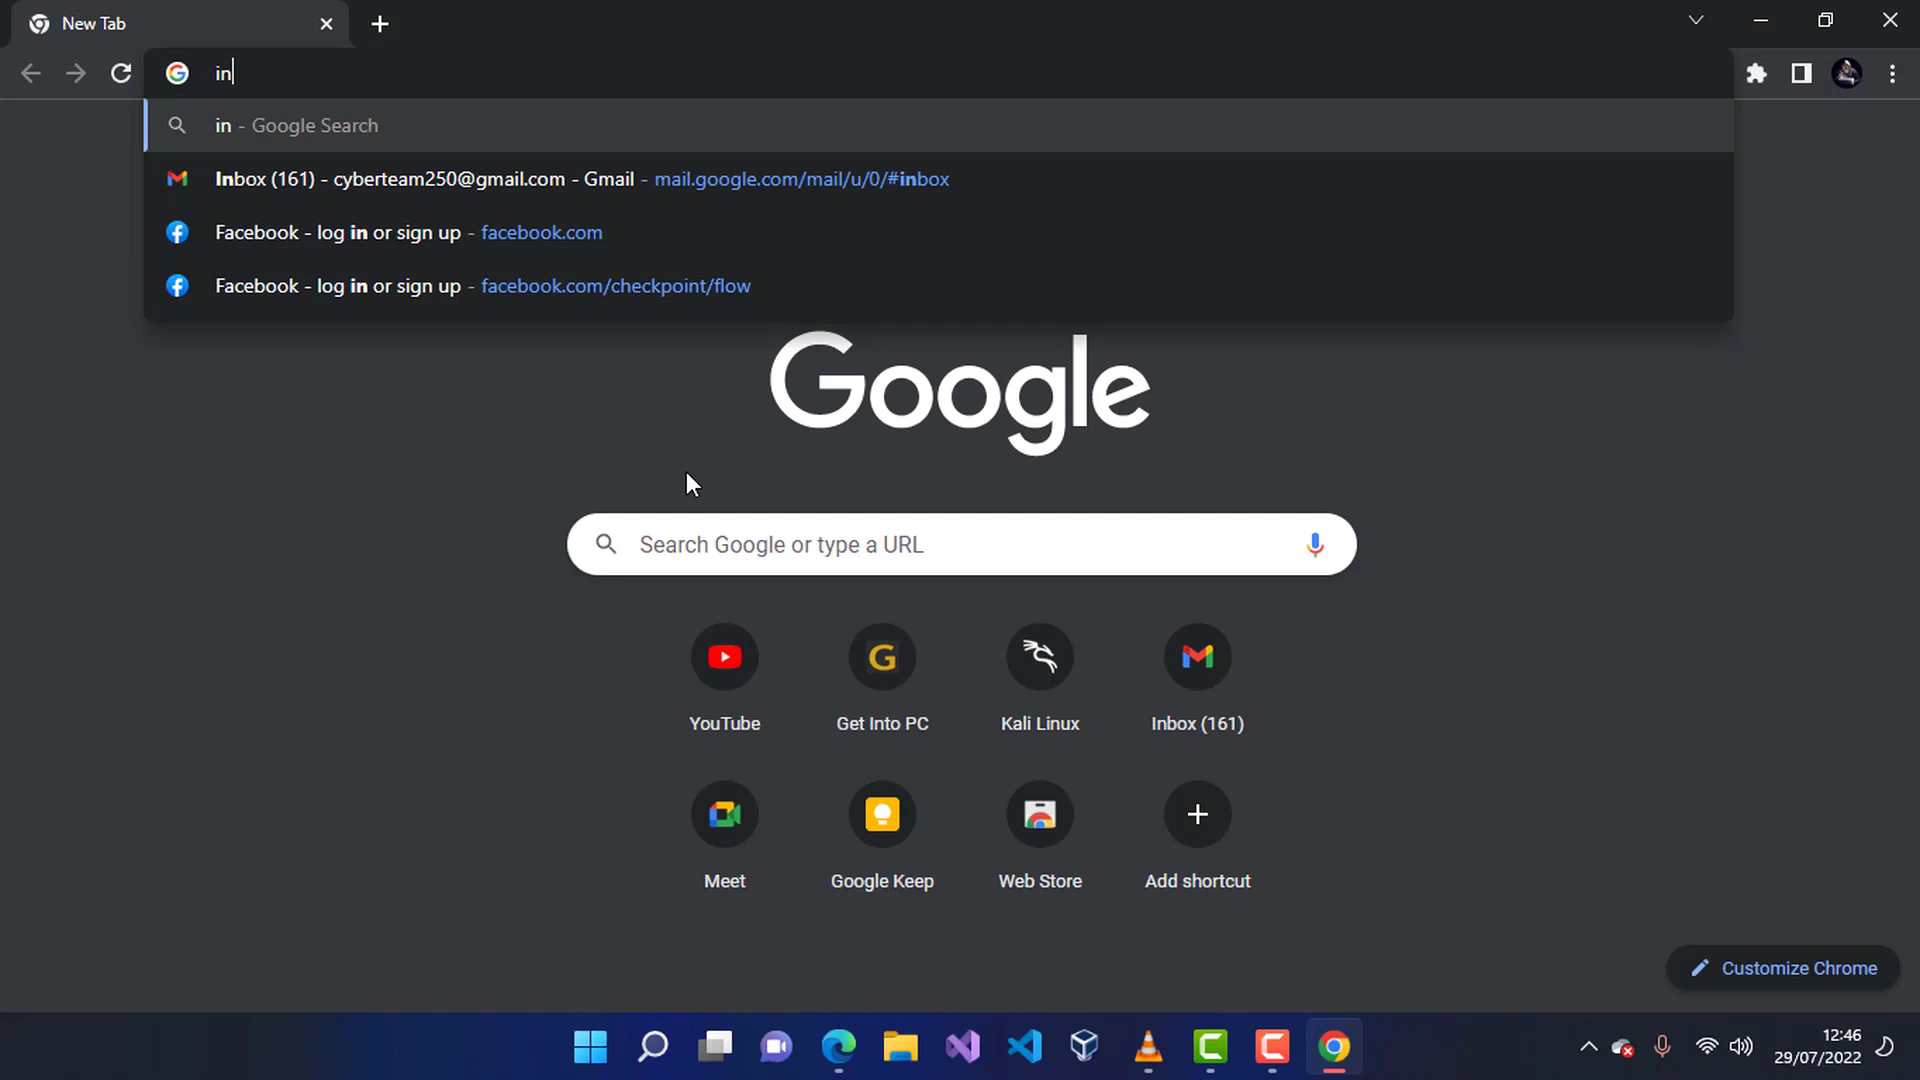 New Tab
in
in - Google Search
Inbox (161) - cyberteam250@gmail.com - Gmail - mail.google.com/mail/u/0/#inbox
Facebook - log in or sign up - facebook.com
Facebook - log in or sign up - facebook.com/checkpoint/flow
Google
Search Google or type a URL
YouTube
Get Into PC
Kali Linux
Inbox (161)
Meet
Google Keep
Web Store
Add shortcut
Customize Chrome
12:46
29/07/2022